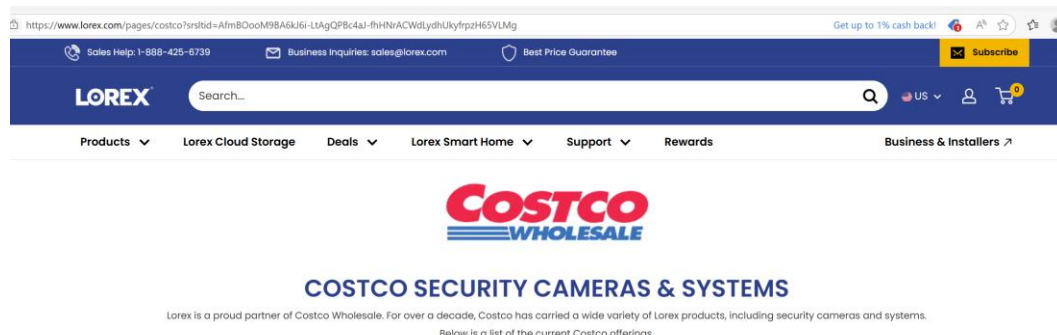 https://www.lorex.com/pages/costco?srsltid=AfmBOooM9BA6kJ6i-LtAgQPBc4aJ-fhHNrACWdLydhUkyfrpzH65VLMg
Get up to 1% cash back!
Sales Help: 1-888-425-6739
Business Inquiries: sales@lorex.com
Best Price Guarantee
Subscribe
LOREX
Search...
US
0
Products
Lorex Cloud Storage
Deals
Lorex Smart Home
Support
Rewards
Business & Installers
COSTCO
WHOLESALE
COSTCO SECURITY CAMERAS & SYSTEMS
Lorex is a proud partner of Costco Wholesale. For over a decade, Costco has carried a wide variety of Lorex products, including security cameras and systems.
Below is a list of the current Costco offerings